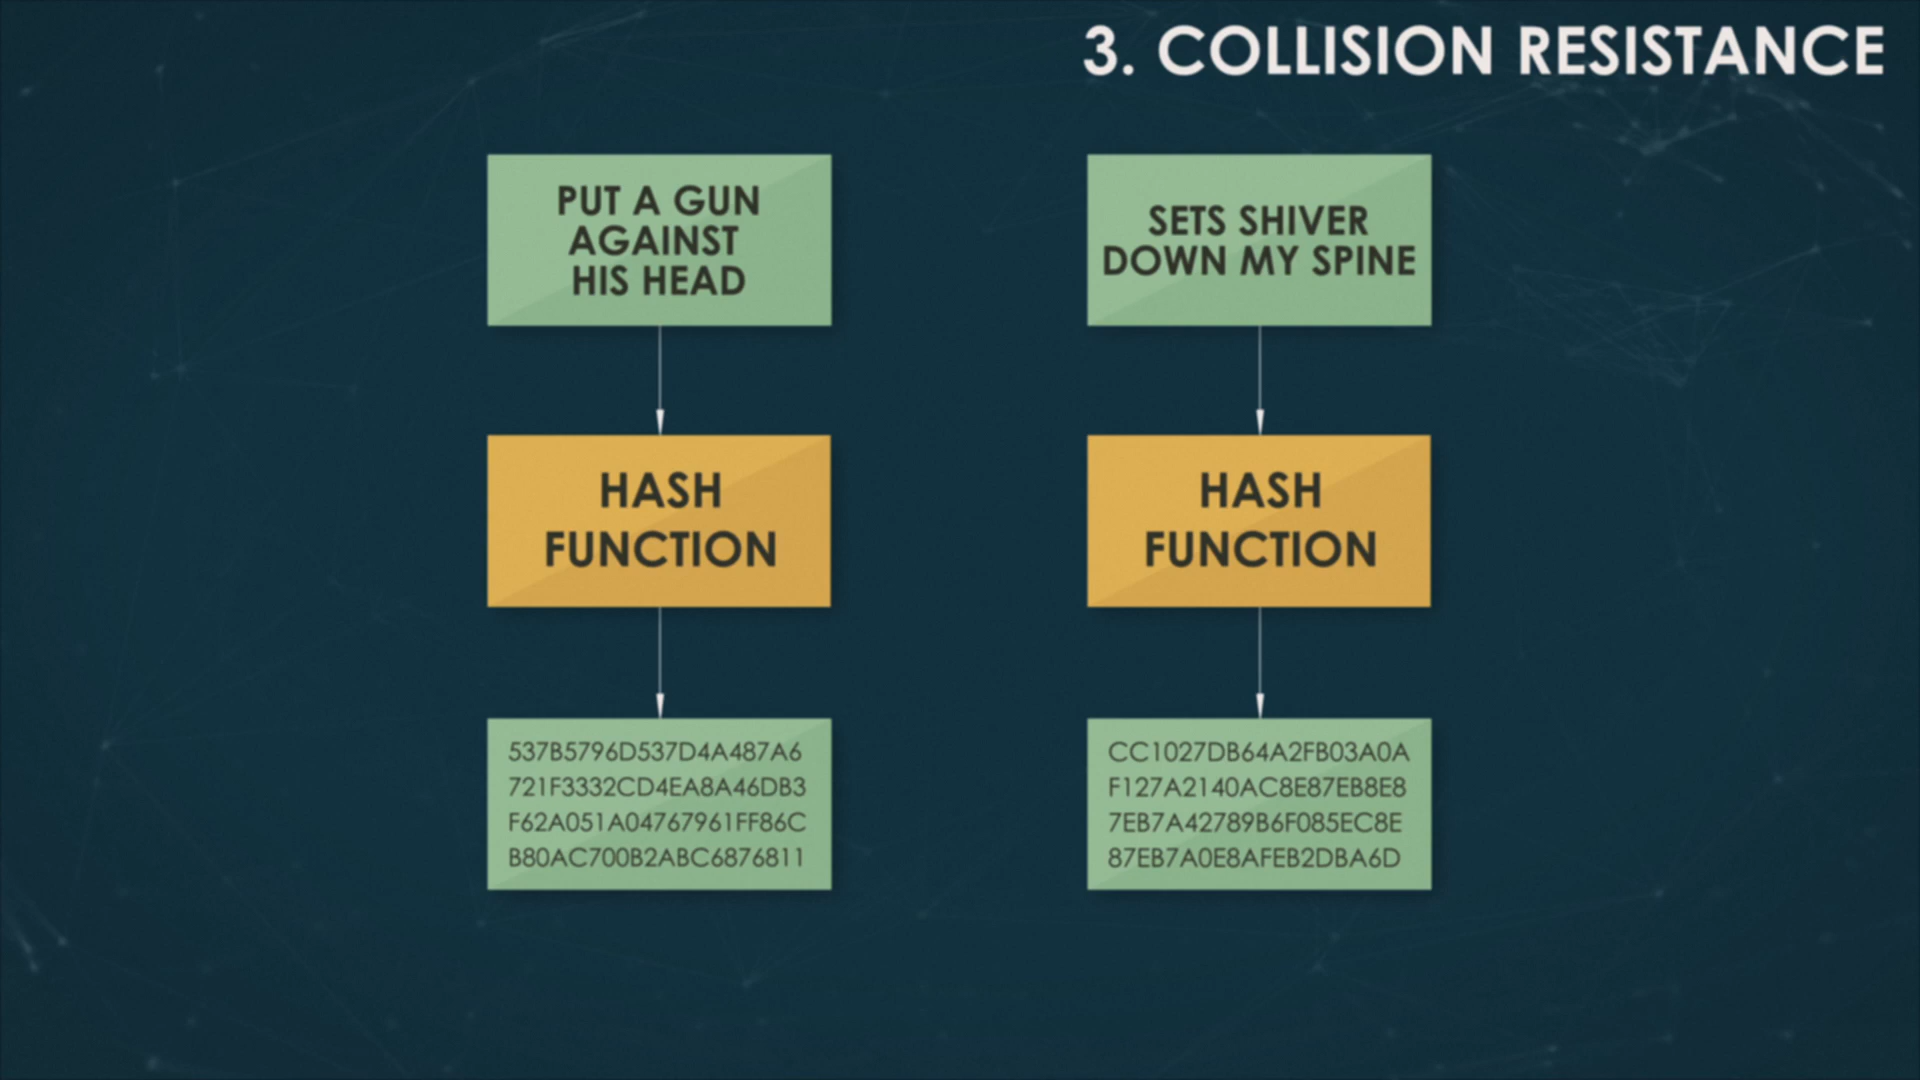 3. COLLISION RESISTANCE
PUT A GUN
AGAINST
HIS HEAD
SETS SHIVER
DOWN MY SPINE
HASH
FUNCTION
HASH
FUNCTION
537B5796D537D4A487A6
721F3332CD4EA8A46DB3
F62A051A04767961FF86C
B80AC700B2ABC6876811
CC1027DB64A2FB03A0A
F127A2140AC8E87EB8E8
7EB7A42789B6F085EC8E
87EB7A0E8AFEB2DBA6D